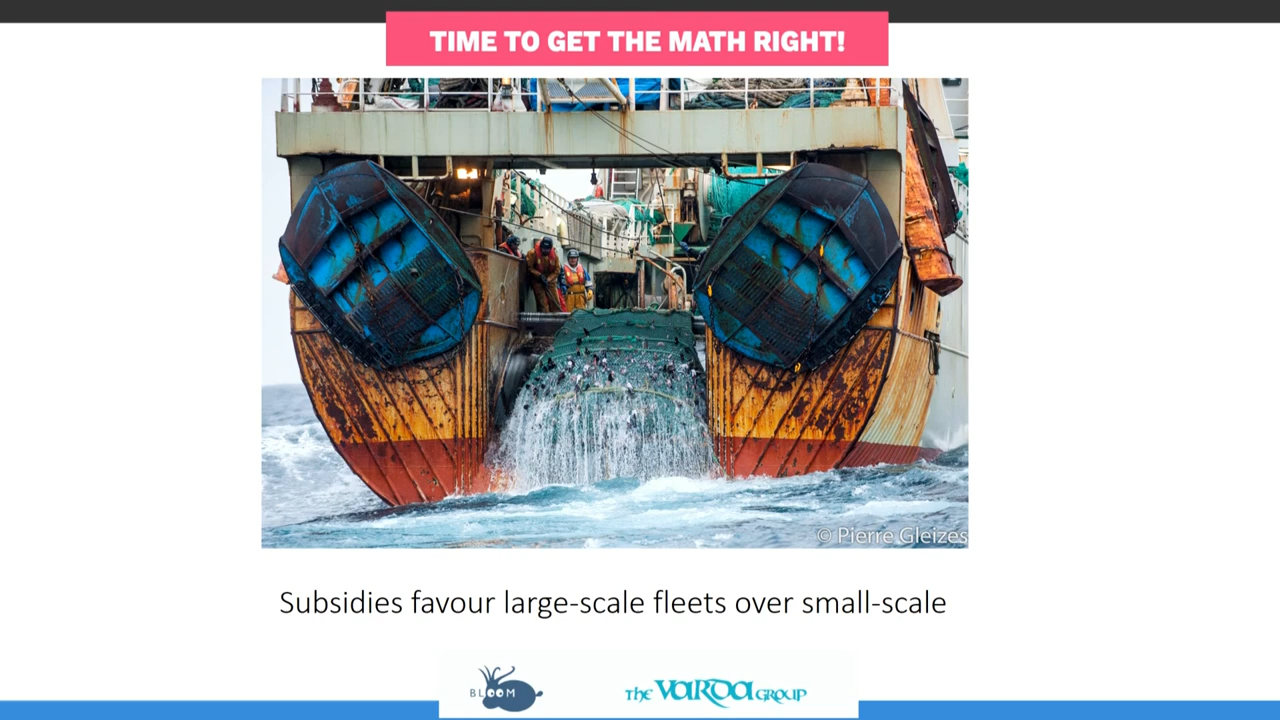 TIME TO GET THE MATH RIGHT!
© Pierre Gleizes
Subsidies favour large-scale fleets over small-scale
BLOOM
THE VARDA GROUP